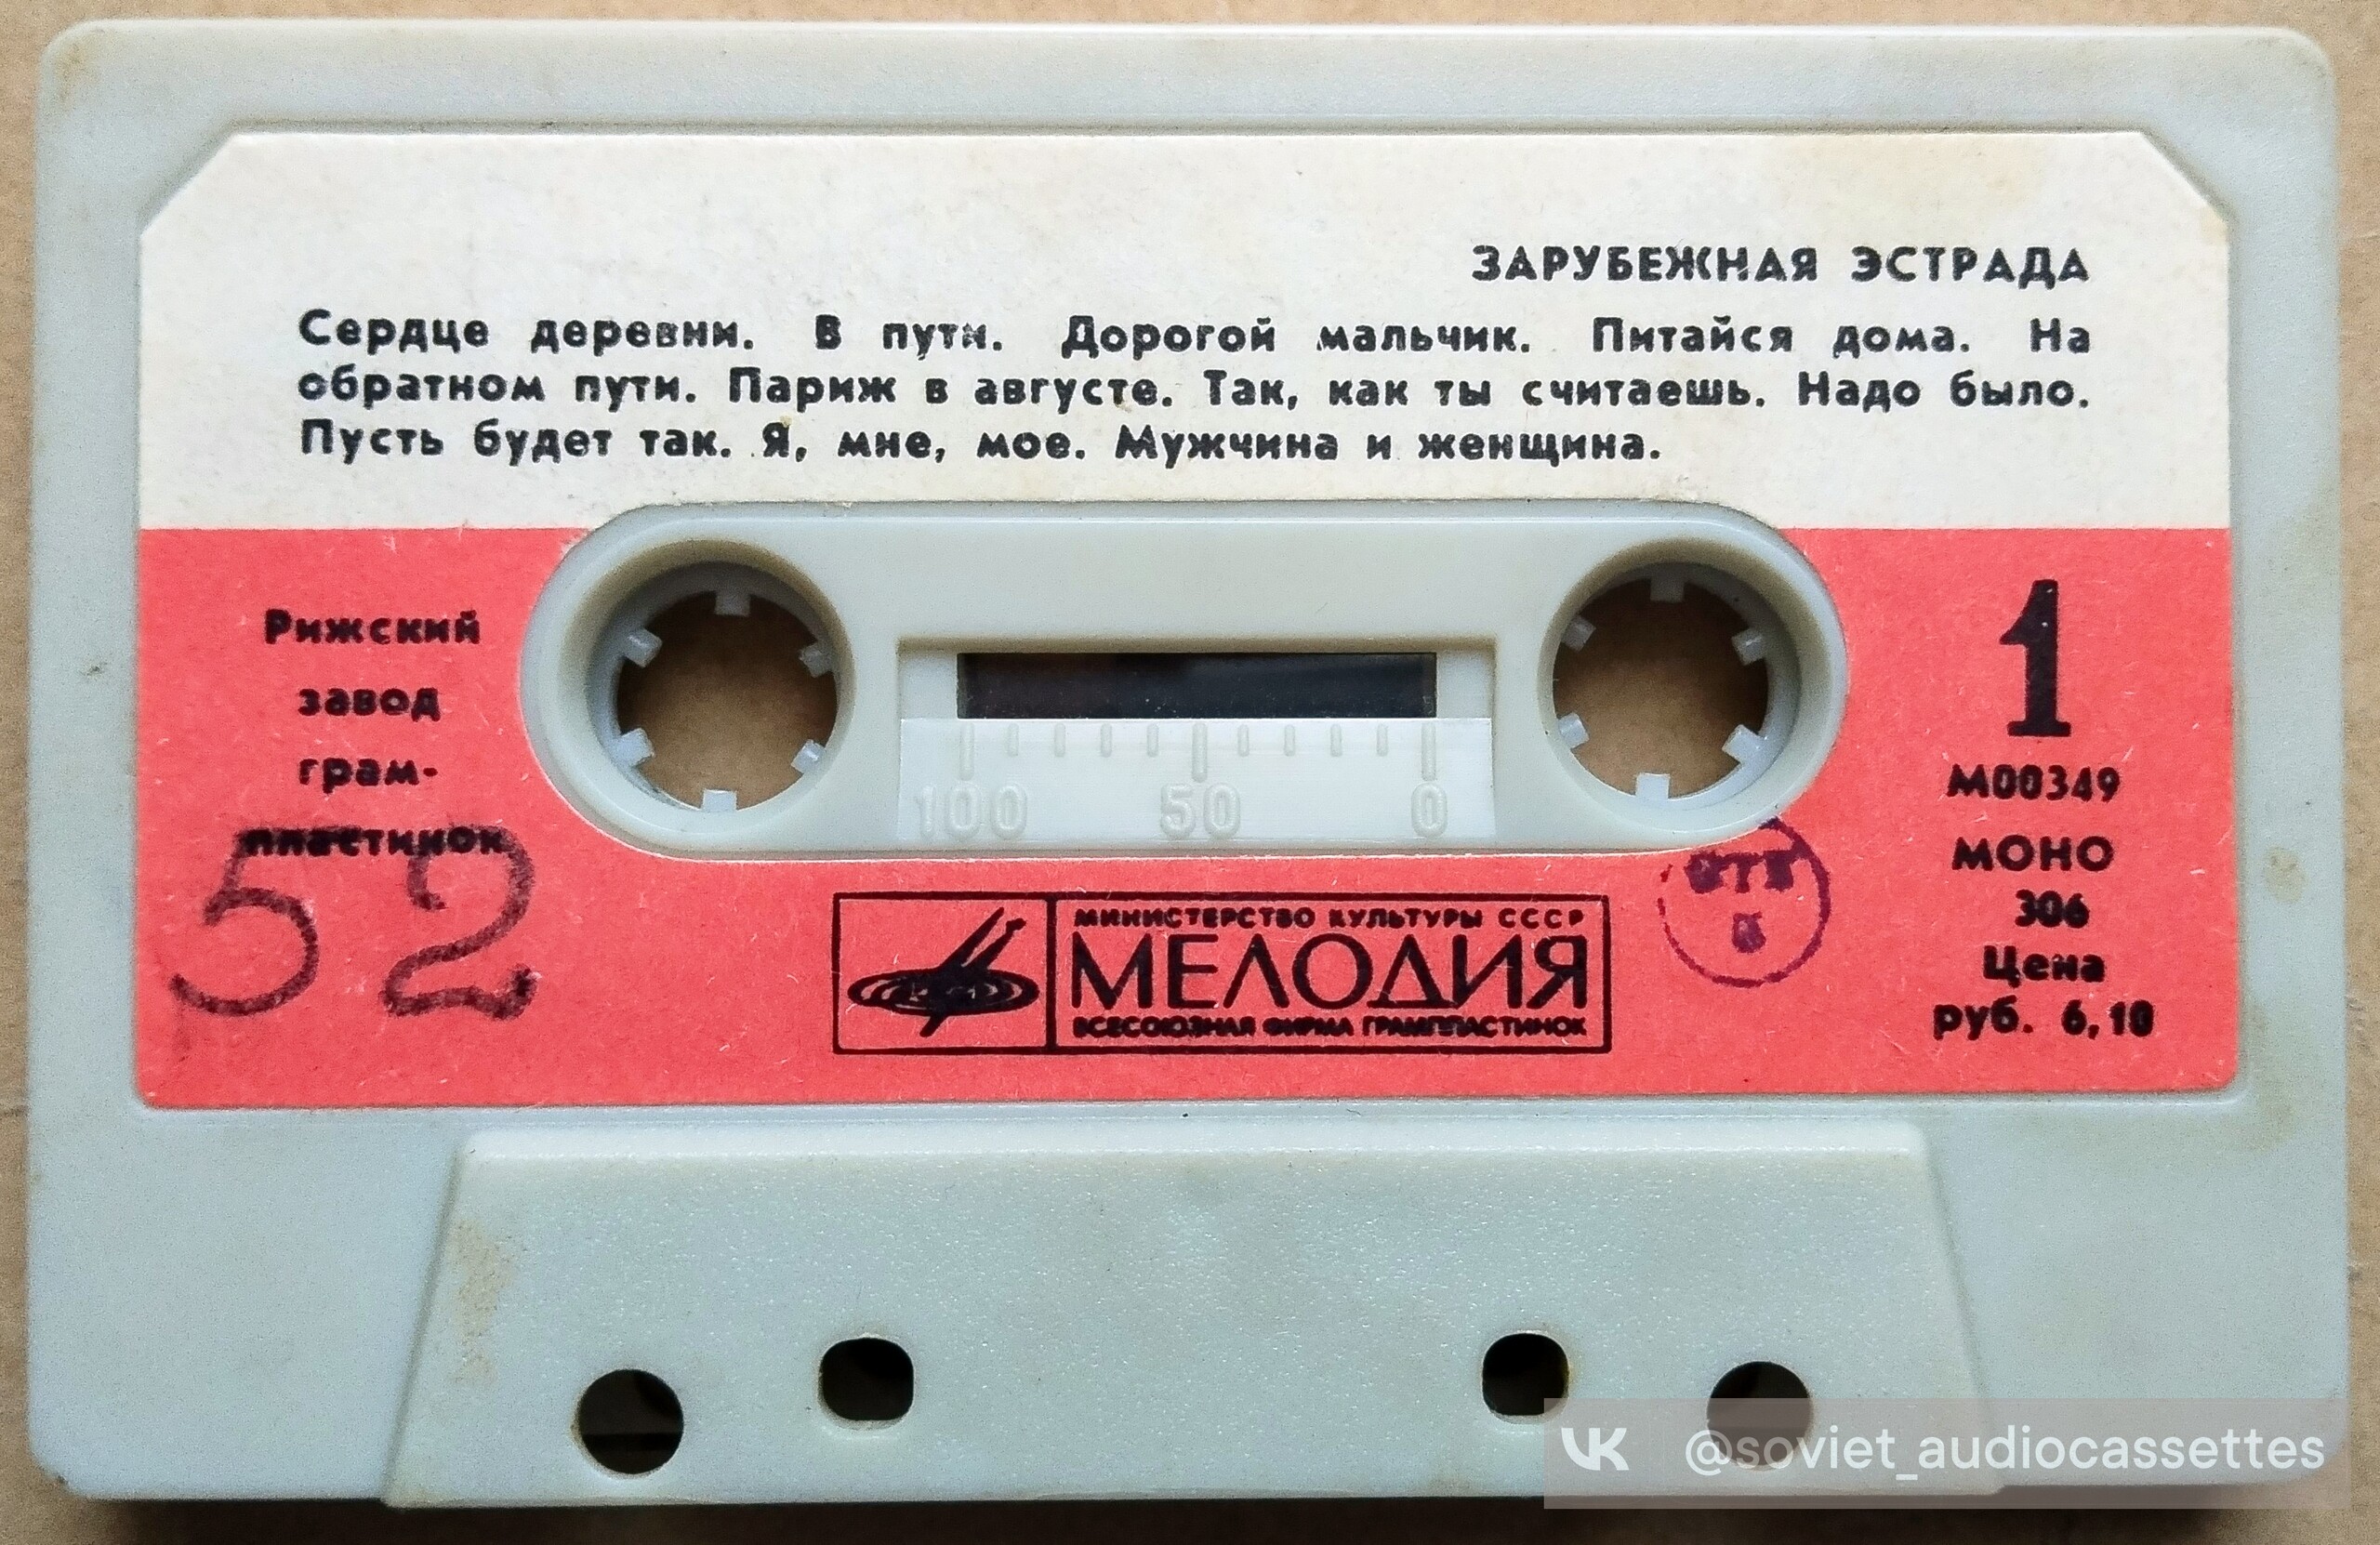 ЗАРУБЕЖНАЯ ЭСТРАДА
Сердце деревни. В пути. Дорогой мальчик. Питайся дома. На
обратном пути. Париж в августе. Так, как ты считаешь. Надо было.
Пусть будет так. Я, мне, мое. Мужчина и женщина.
Рижский
завод
грам-
пластинок
52
100 50 0
1
М00349
МОНО
306
Цена
руб. 6,10
ОТК
МИНИСТЕРСТВО КУЛЬТУРЫ СССР
МЕЛОДИЯ
ВСЕСОЮЗНАЯ ФИРМА ГРАМПЛАСТИНОК
@soviet_audiocassettes